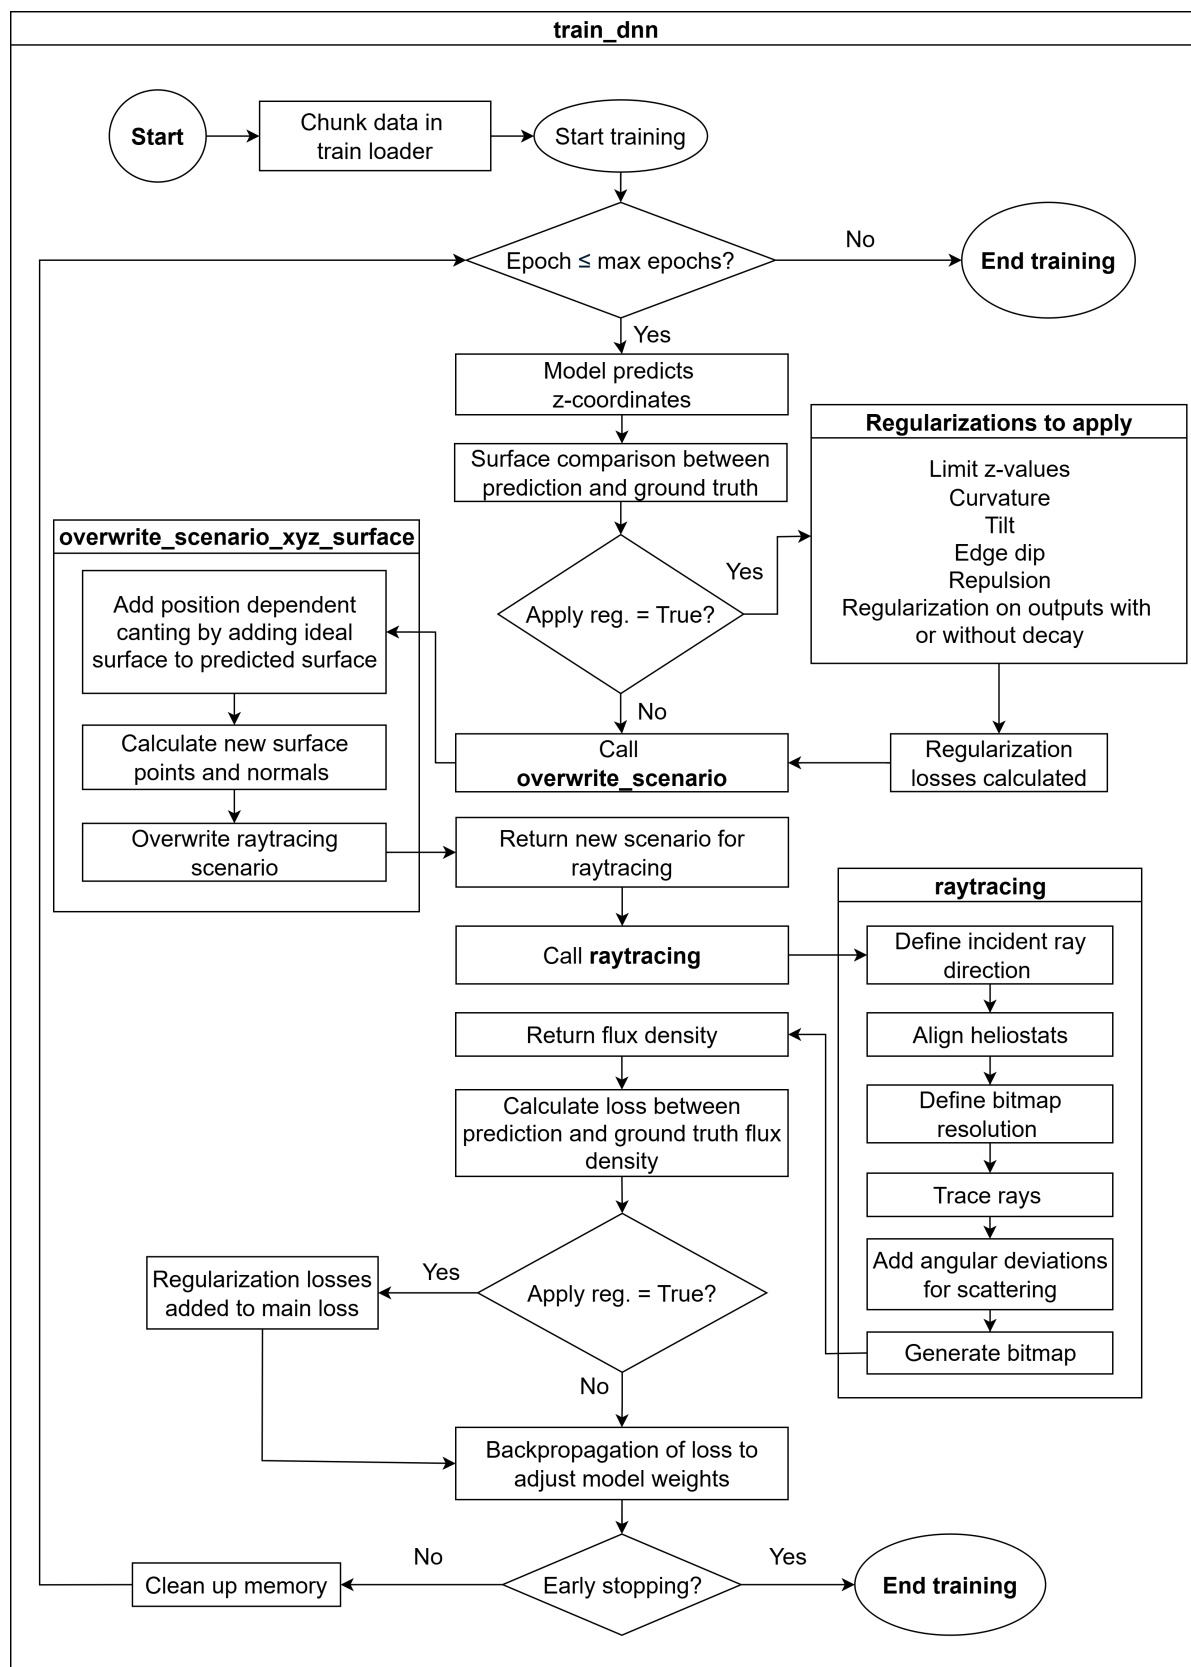 train_dnn
Start
Chunk data in
train loader
Start training
Epoch ≤ max epochs?
No
End training
Yes
Model predicts
z-coordinates
Surface comparison between
prediction and ground truth
Apply reg. = True?
Yes
Regularizations to apply
Limit z-values
Curvature
Tilt
Edge dip
Repulsion
Regularization on outputs with
or without decay
Regularization
losses calculated
No
Call
overwrite_scenario
overwrite_scenario_xyz_surface
Add position dependent
canting by adding ideal
surface to predicted surface
Calculate new surface
points and normals
Overwrite raytracing
scenario
Return new scenario for
raytracing
Call raytracing
raytracing
Define incident ray
direction
Align heliostats
Define bitmap
resolution
Trace rays
Add angular deviations
for scattering
Generate bitmap
Return flux density
Calculate loss between
prediction and ground truth flux
density
Apply reg. = True?
Yes
Regularization losses
added to main loss
No
Backpropagation of loss to
adjust model weights
Early stopping?
No
Clean up memory
Yes
End training